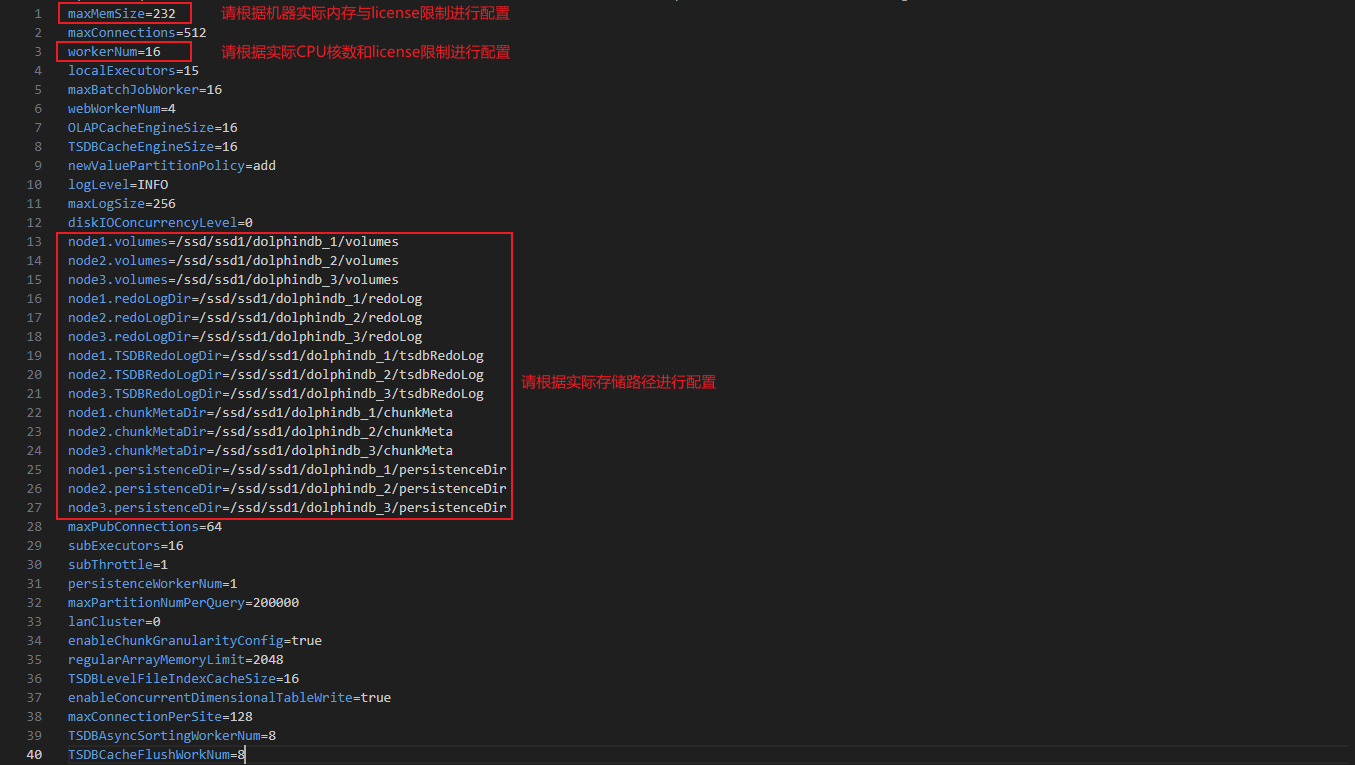 1 maxMemSize=232 请根据机器实际内存与license限制进行配置
2 maxConnections=512
3 workerNum=16 请根据实际CPU核数和license限制进行配置
4 localExecutors=15
5 maxBatchJobWorker=16
6 webWorkerNum=4
7 OLAPCacheEngineSize=16
8 TSDBCacheEngineSize=16
9 newValuePartitionPolicy=add
10 logLevel=INFO
11 maxLogSize=256
12 diskIOConcurrencyLevel=0
13 node1.volumes=/ssd/ssd1/dolphindb_1/volumes
14 node2.volumes=/ssd/ssd1/dolphindb_2/volumes
15 node3.volumes=/ssd/ssd1/dolphindb_3/volumes
16 node1.redoLogDir=/ssd/ssd1/dolphindb_1/redoLog
17 node2.redoLogDir=/ssd/ssd1/dolphindb_2/redoLog
18 node3.redoLogDir=/ssd/ssd1/dolphindb_3/redoLog
19 node1.TSDBRedoLogDir=/ssd/ssd1/dolphindb_1/tsdbRedoLog
20 node2.TSDBRedoLogDir=/ssd/ssd1/dolphindb_2/tsdbRedoLog 请根据实际存储路径进行配置
21 node3.TSDBRedoLogDir=/ssd/ssd1/dolphindb_3/tsdbRedoLog
22 node1.chunkMetaDir=/ssd/ssd1/dolphindb_1/chunkMeta
23 node2.chunkMetaDir=/ssd/ssd1/dolphindb_2/chunkMeta
24 node3.chunkMetaDir=/ssd/ssd1/dolphindb_3/chunkMeta
25 node1.persistenceDir=/ssd/ssd1/dolphindb_1/persistenceDir
26 node2.persistenceDir=/ssd/ssd1/dolphindb_2/persistenceDir
27 node3.persistenceDir=/ssd/ssd1/dolphindb_3/persistenceDir
28 maxPubConnections=64
29 subExecutors=16
30 subThrottle=1
31 persistenceWorkerNum=1
32 maxPartitionNumPerQuery=200000
33 lanCluster=0
34 enableChunkGranularityConfig=true
35 regularArrayMemoryLimit=2048
36 TSDBLevelFileIndexCacheSize=16
37 enableConcurrentDimensionalTableWrite=true
38 maxConnectionPerSite=128
39 TSDBAsyncSortingWorkerNum=8
40 TSDBCacheFlushWorkNum=8